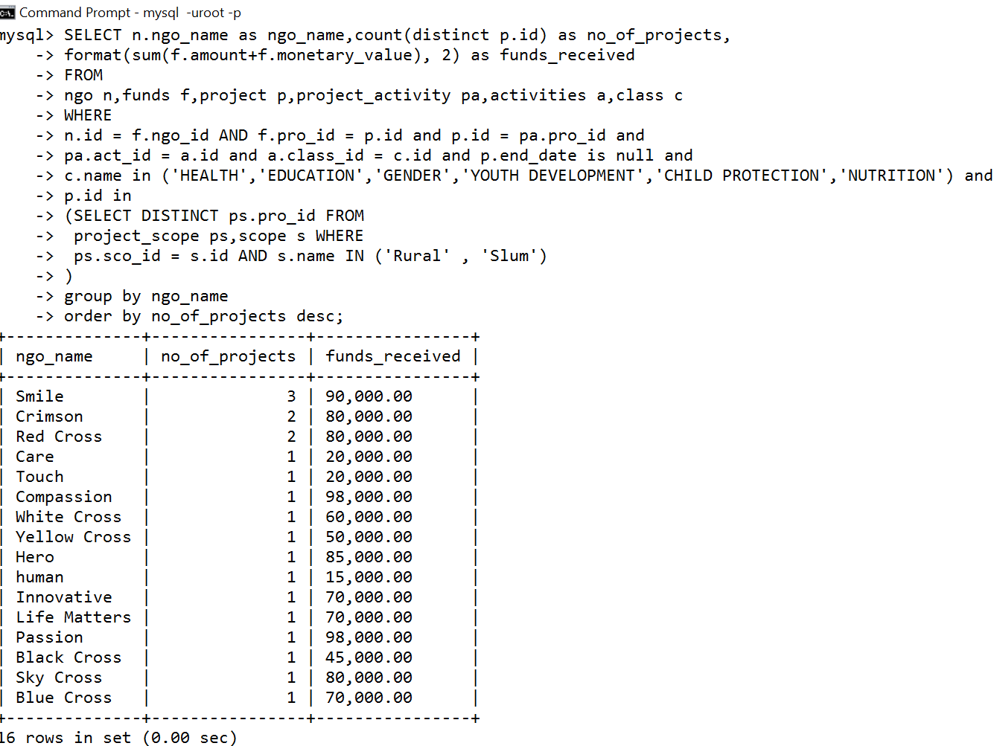 Command Prompt - mysql  -uroot -p
mysql> SELECT n.ngo_name as ngo_name,count(distinct p.id) as no_of_projects,
    -> format(sum(f.amount+f.monetary_value), 2) as funds_received
    -> FROM
    -> ngo n,funds f,project p,project_activity pa,activities a,class c
    -> WHERE
    -> n.id = f.ngo_id AND f.pro_id = p.id and p.id = pa.pro_id and
    -> pa.act_id = a.id and a.class_id = c.id and p.end_date is null and
    -> c.name in ('HEALTH','EDUCATION','GENDER','YOUTH DEVELOPMENT','CHILD PROTECTION','NUTRITION') and
    -> p.id in
    -> (SELECT DISTINCT ps.pro_id FROM
    ->  project_scope ps,scope s WHERE
    ->  ps.sco_id = s.id AND s.name IN ('Rural' , 'Slum')
    -> )
    -> group by ngo_name
    -> order by no_of_projects desc;
+--------------+----------------+----------------+
| ngo_name     | no_of_projects | funds_received |
+--------------+----------------+----------------+
| Smile        |              3 | 90,000.00      |
| Crimson      |              2 | 80,000.00      |
| Red Cross    |              2 | 80,000.00      |
| Care         |              1 | 20,000.00      |
| Touch        |              1 | 20,000.00      |
| Compassion   |              1 | 98,000.00      |
| White Cross  |              1 | 60,000.00      |
| Yellow Cross |              1 | 50,000.00      |
| Hero         |              1 | 85,000.00      |
| human        |              1 | 15,000.00      |
| Innovative   |              1 | 70,000.00      |
| Life Matters |              1 | 70,000.00      |
| Passion      |              1 | 98,000.00      |
| Black Cross  |              1 | 45,000.00      |
| Sky Cross    |              1 | 80,000.00      |
| Blue Cross   |              1 | 70,000.00      |
+--------------+----------------+----------------+
16 rows in set (0.00 sec)